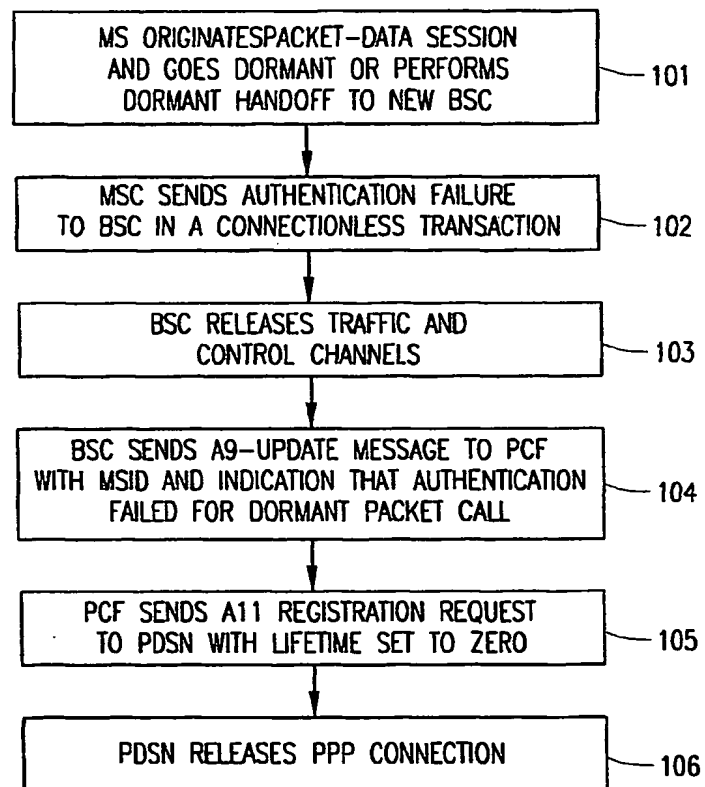 MS ORIGINATESPACKET-DATA SESSION
AND GOES DORMANT OR PERFORMS
DORMANT HANDOFF TO NEW BSC
101
MSC SENDS AUTHENTICATION FAILURE
TO BSC IN A CONNECTIONLESS TRANSACTION
102
BSC RELEASES TRAFFIC AND
CONTROL CHANNELS
103
BSC SENDS A9-UPDATE MESSAGE TO PCF
WITH MSID AND INDICATION THAT AUTHENTICATION
FAILED FOR DORMANT PACKET CALL
104
PCF SENDS A11 REGISTRATION REQUEST
TO PDSN WITH LIFETIME SET TO ZERO
105
PDSN RELEASES PPP CONNECTION
106